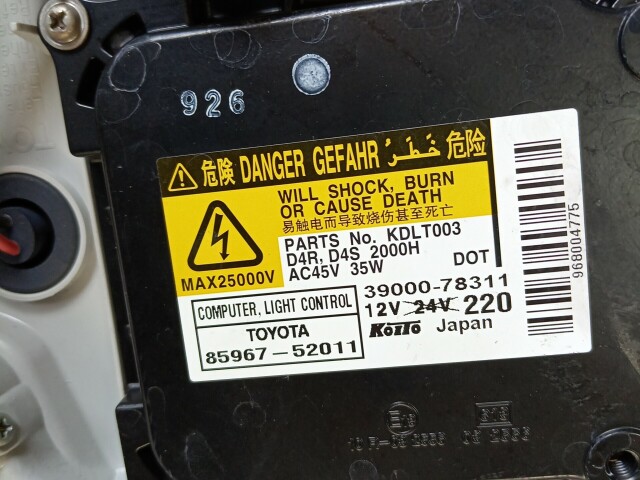 926
危険 DANGER GEFAHR خَطَرْ 危险
WILL SHOCK, BURN
OR CAUSE DEATH
易触电而导致烧伤甚至死亡
MAX25000V
PARTS No. KDLT003
D4R, D4S 2000H
AC45V 35W DOT
COMPUTER, LIGHT CONTROL
TOYOTA
85967-52011
39000-78311
12V 24V 220
KOITO Japan
968004775